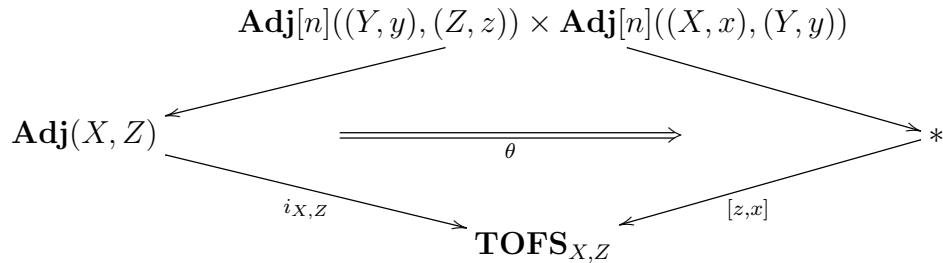 Adj[n]((Y, y), (Z, z)) × Adj[n]((X, x), (Y, y))
Adj(X, Z)
*
θ
i_{X,Z}
[z,x]
TOFS_{X,Z}